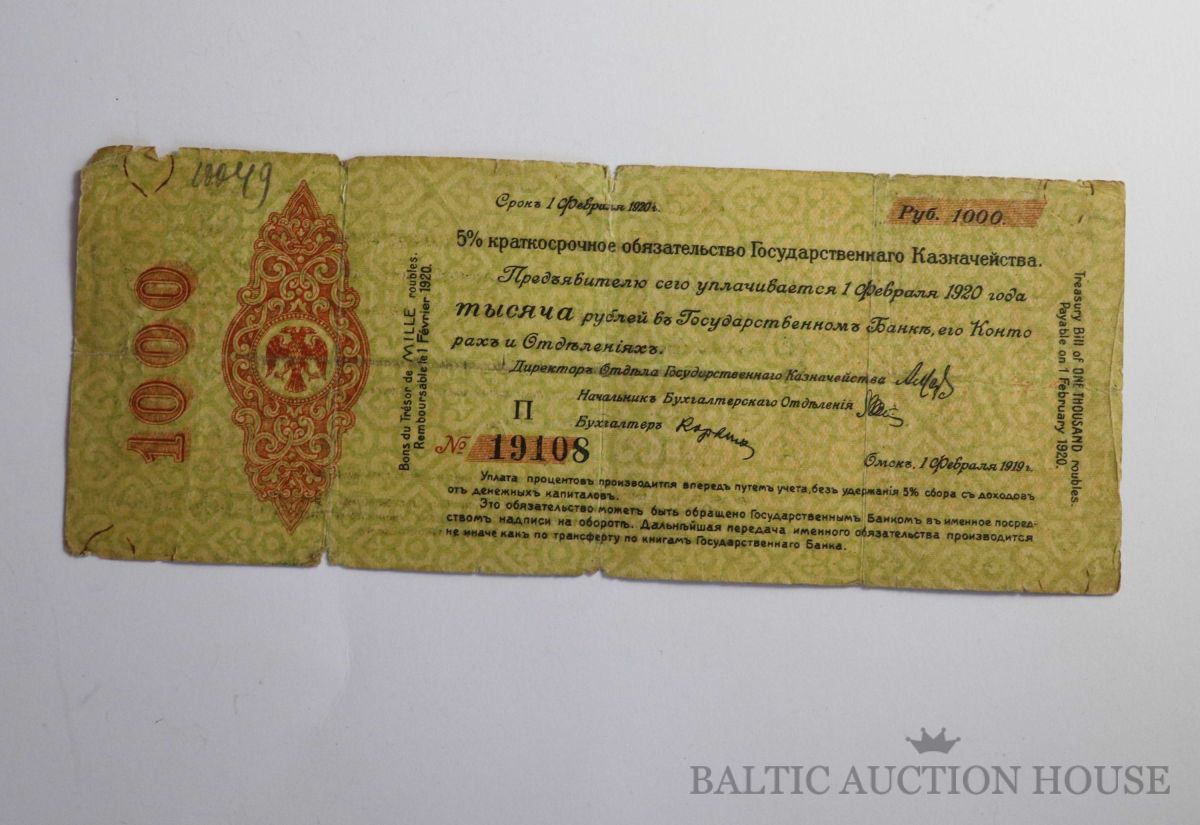 1000
Bons du Trésor de MILLE roubles.
Remboursable le 1 Février 1920.
Срокъ 1 Февраля 1920 г.
Руб. 1000.
5% краткосрочное обязательство Государственнаго Казначейства.
Предъявителю сего уплачивается 1 Февраля 1920 года
тысяча рублей въ Государственномъ Банкѣ, его Конто
рахъ и Отдѣленіяхъ.
Директоръ Отдѣла Государственнаго Казначейства
Начальникъ Бухгалтерскаго Отдѣленія
П
Бухгалтеръ
№ 19108
Омскъ, 1 Февраля 1919 г.
Уплата процентовъ производится впередъ путемъ учета, безъ удержанія 5% сбора съ доходовъ
отъ денежныхъ капиталовъ.
Это обязательство можетъ быть обращено Государственнымъ Банкомъ въ именное посред-
ствомъ надписи на оборотѣ. Дальнѣйшая передача именного обязательства производится
не иначе какъ по трансферту по книгамъ Государственнаго Банка.
Treasury Bill of ONE THOUSAND roubles.
Payable on 1 February 1920.
BALTIC AUCTION HOUSE